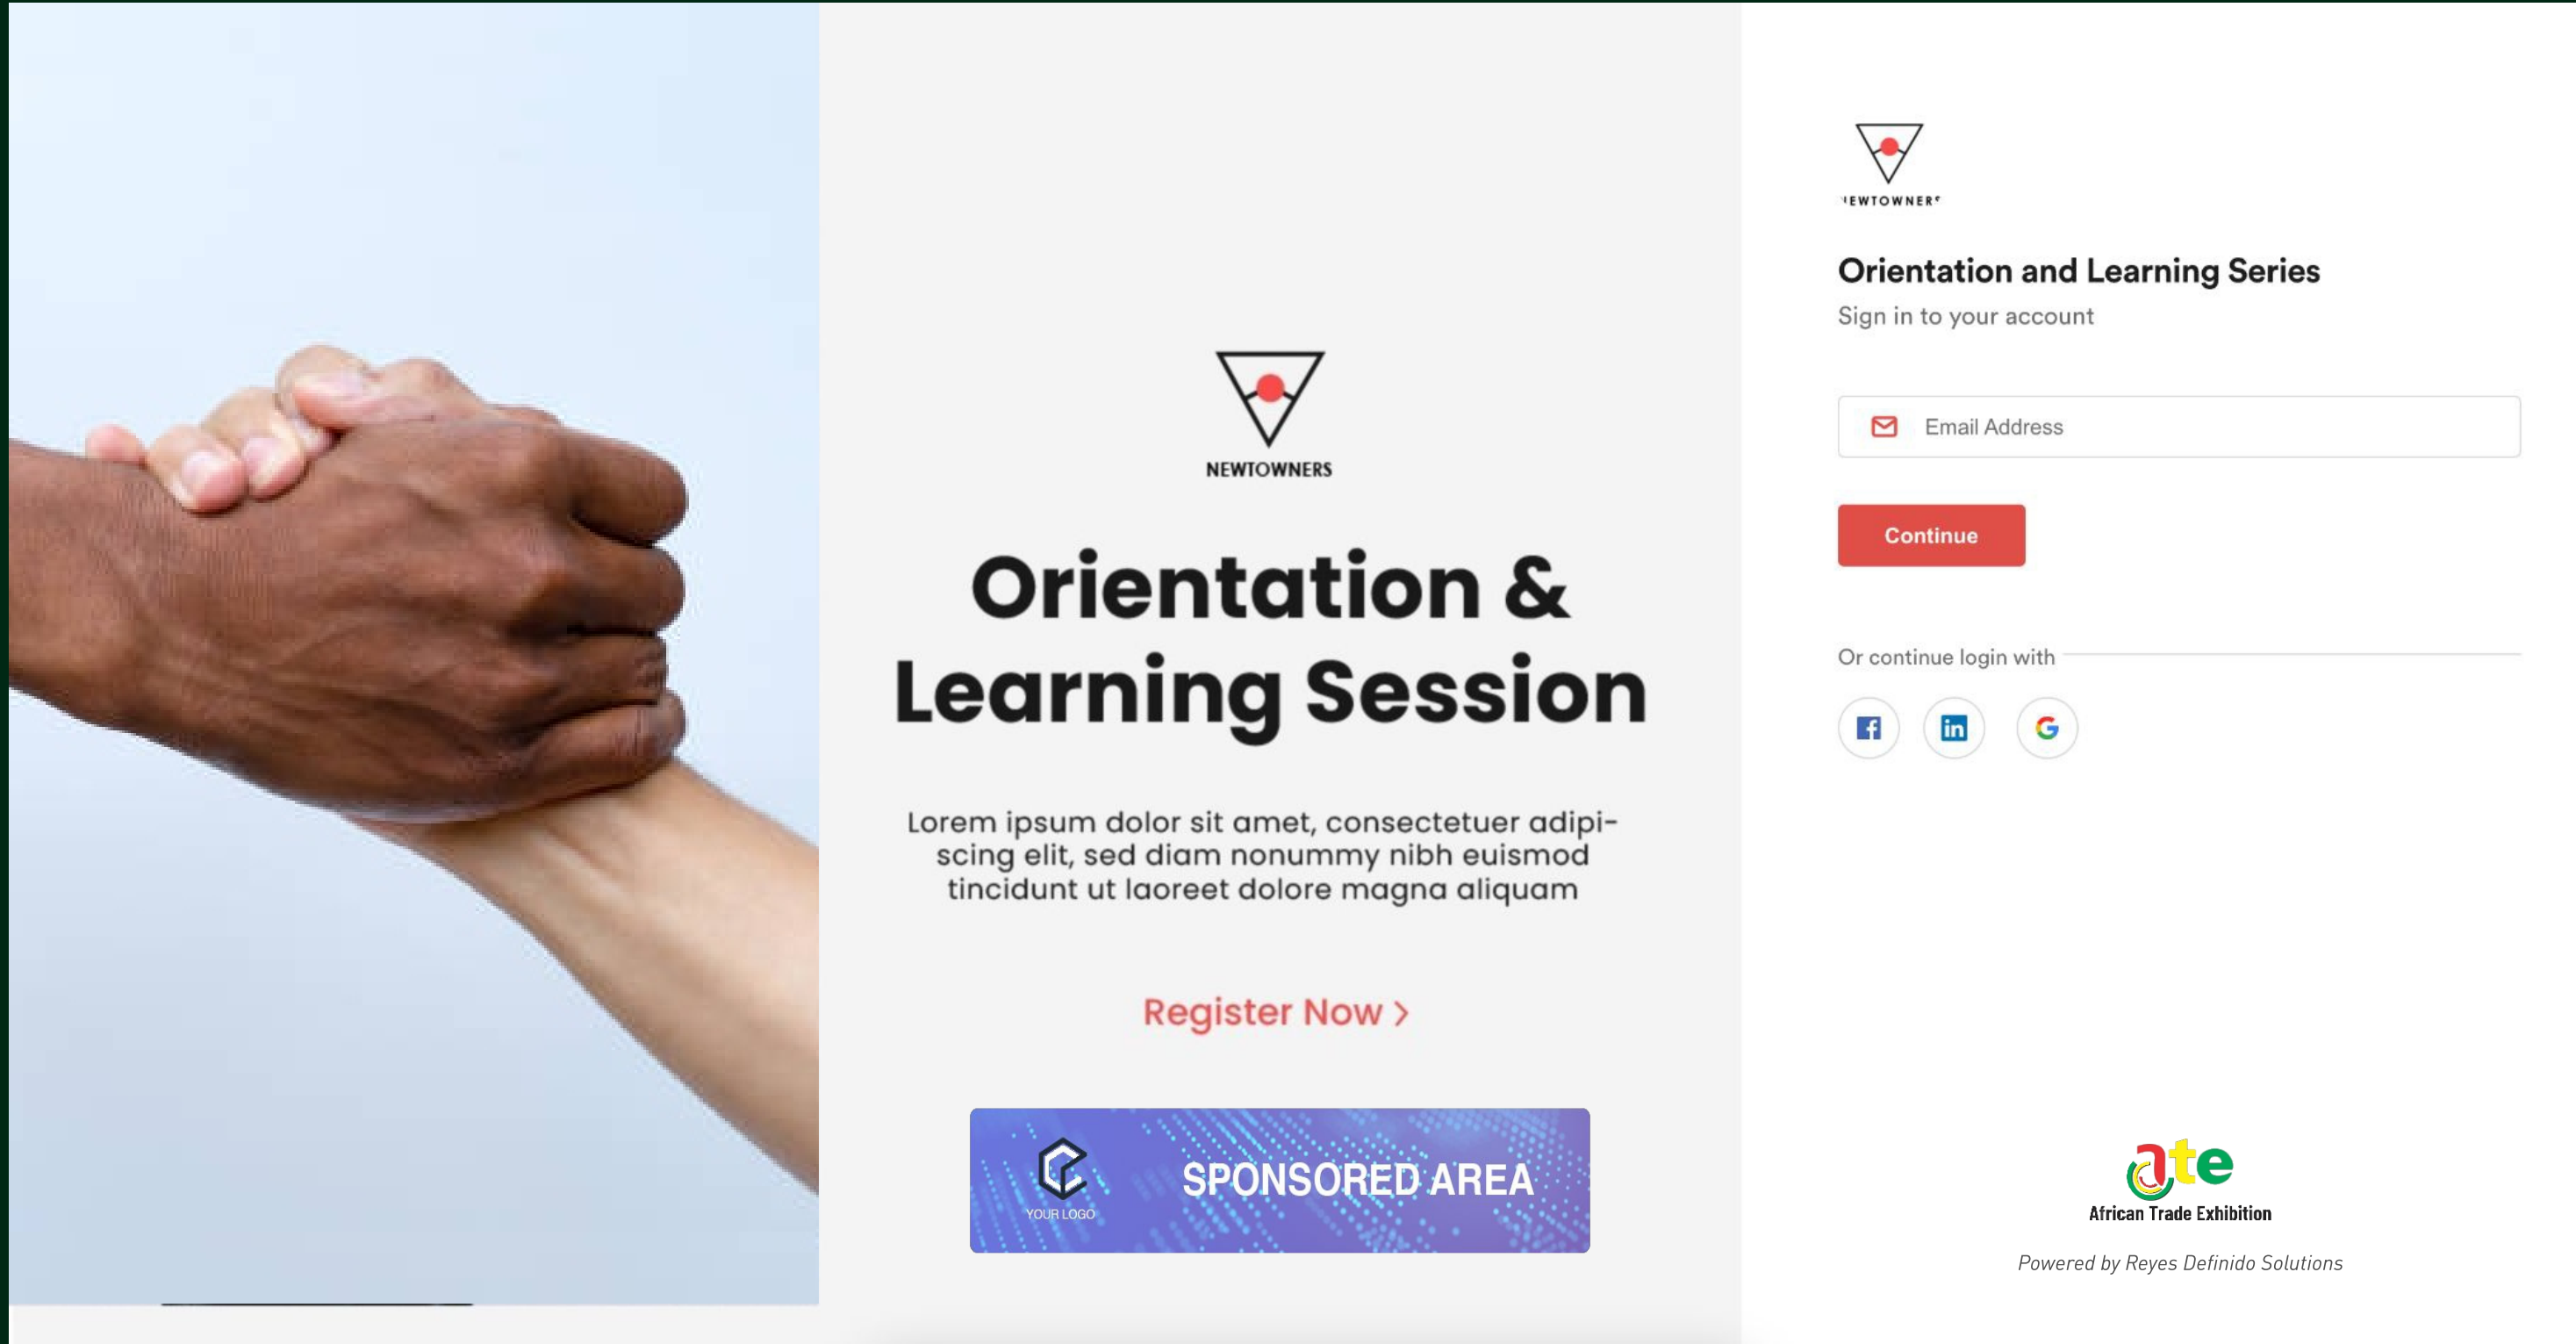 NEWTOWNERS
Orientation &
Learning Session
Lorem ipsum dolor sit amet, consectetuer adipi-
scing elit, sed diam nonummy nibh euismod
tincidunt ut laoreet dolore magna aliquam
Register Now >
YOUR LOGO
SPONSORED AREA
EWTOWNER
Orientation and Learning Series
Sign in to your account
Email Address
Continue
Or continue login with
f
in
G
ate
African Trade Exhibition
Powered by Reyes Definido Solutions